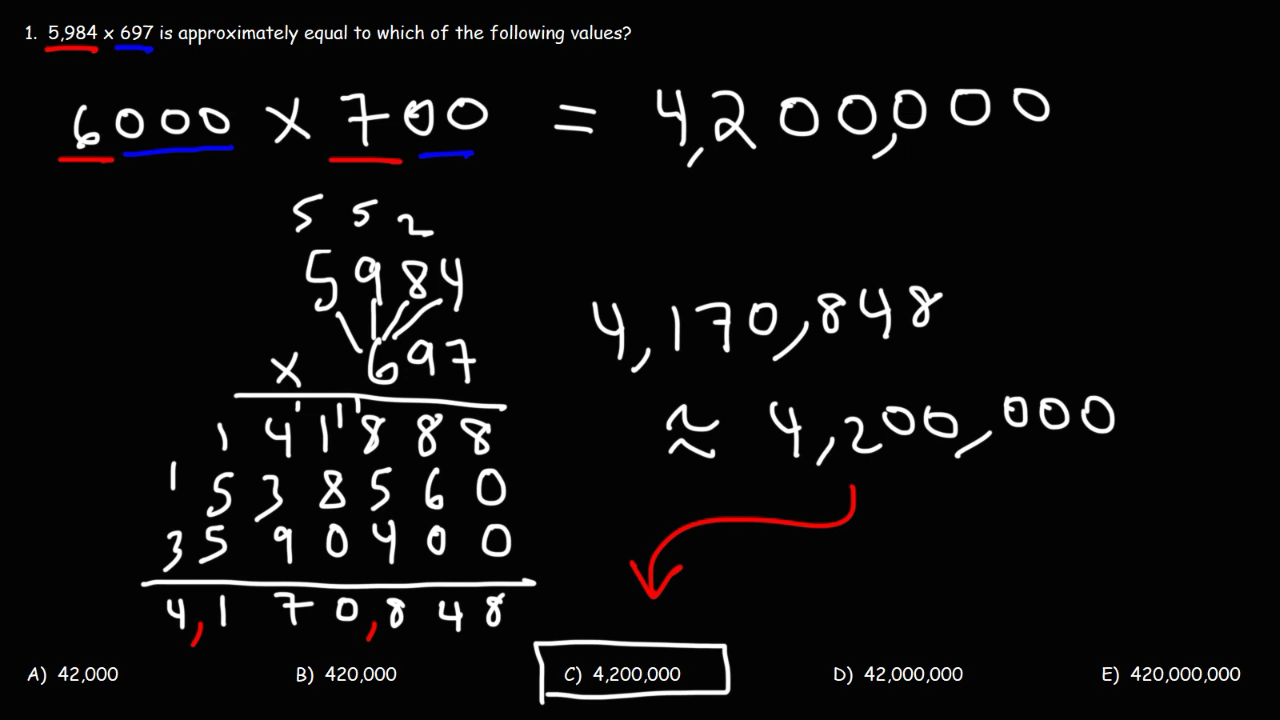 1. 5,984 x 697 is approximately equal to which of the following values?
6000 x 700 = 4,200,000
5 5 2
5984
x 697
1 1 1
1 4 1 8 8 8
1
5 3 8 5 6 0
3 5 9 0 4 0 0
4,1 7 0,8 4 8
4,170,848
≈ 4,200,000
A) 42,000 B) 420,000 C) 4,200,000 D) 42,000,000 E) 420,000,000